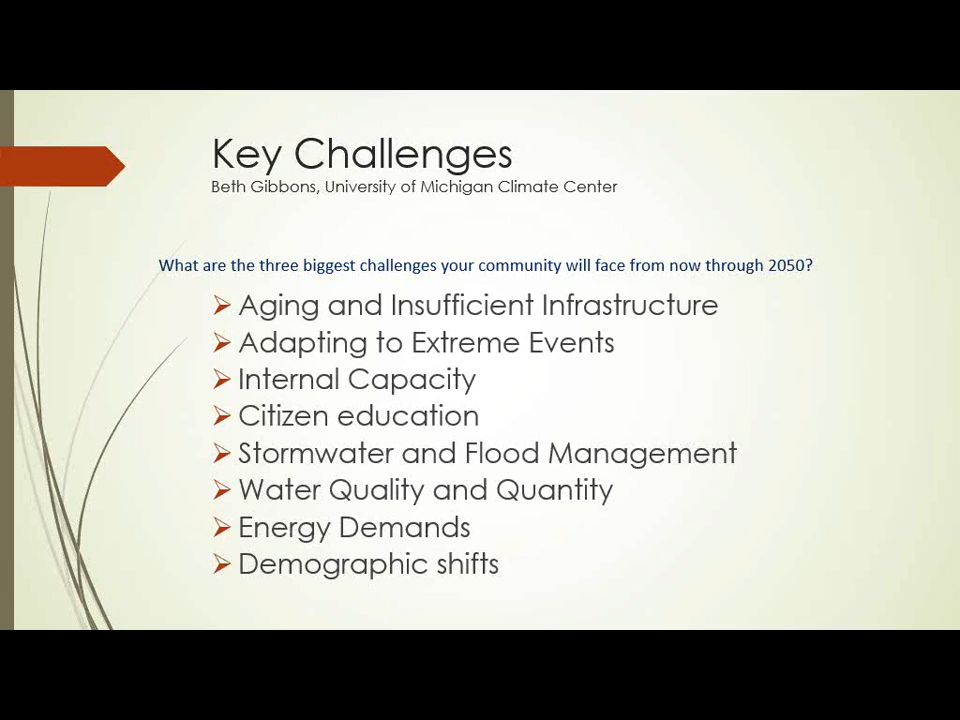 Key Challenges
Beth Gibbons, University of Michigan Climate Center
What are the three biggest challenges your community will face from now through 2050?
Aging and Insufficient Infrastructure
Adapting to Extreme Events
Internal Capacity
Citizen education
Stormwater and Flood Management
Water Quality and Quantity
Energy Demands
Demographic shifts